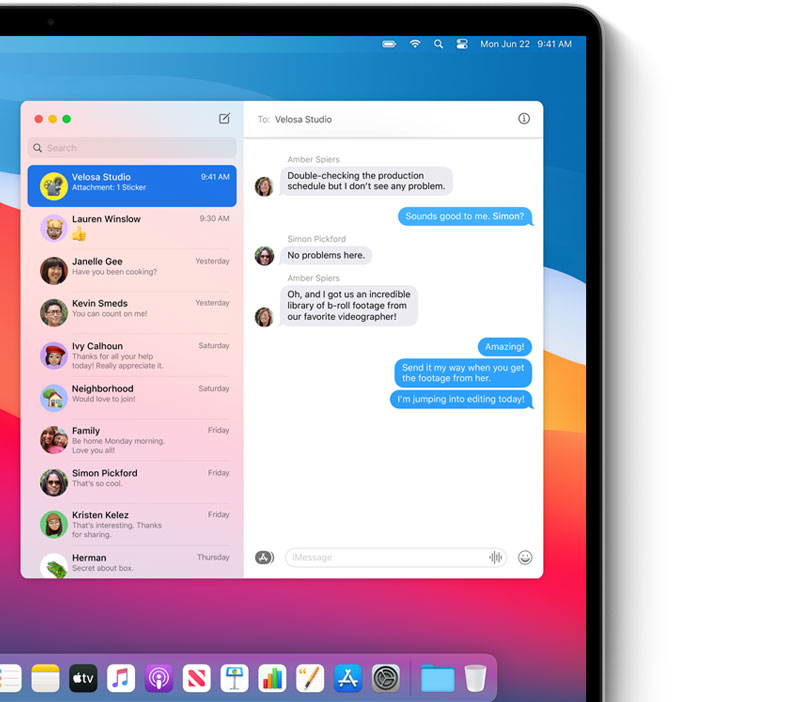 Mon Jun 22 9:41 AM
To: Velosa Studio
Search
Velosa Studio 9:41 AM
Attachment: 1 Sticker
Lauren Winslow 9:30 AM
👍
Janelle Gee Yesterday
Have you been cooking?
Kevin Smeds Yesterday
You can count on me!
Ivy Calhoun Saturday
Thanks for all your help
today! Really appreciate it.
Neighborhood Saturday
Would love to join!
Family Friday
Be home Monday morning.
Love you all!
Simon Pickford Friday
That's so cool.
Kristen Kelez Friday
That's interesting. Thanks
for sharing.
Herman Thursday
Secret about box.
Amber Spiers
Double-checking the production
schedule but I don't see any problem.
Sounds good to me. Simon?
Simon Pickford
No problems here.
Amber Spiers
Oh, and I got us an incredible
library of b-roll footage from
our favorite videographer!
Amazing!
Send it my way when you get
the footage from her.
I'm jumping into editing today!
iMessage
tv